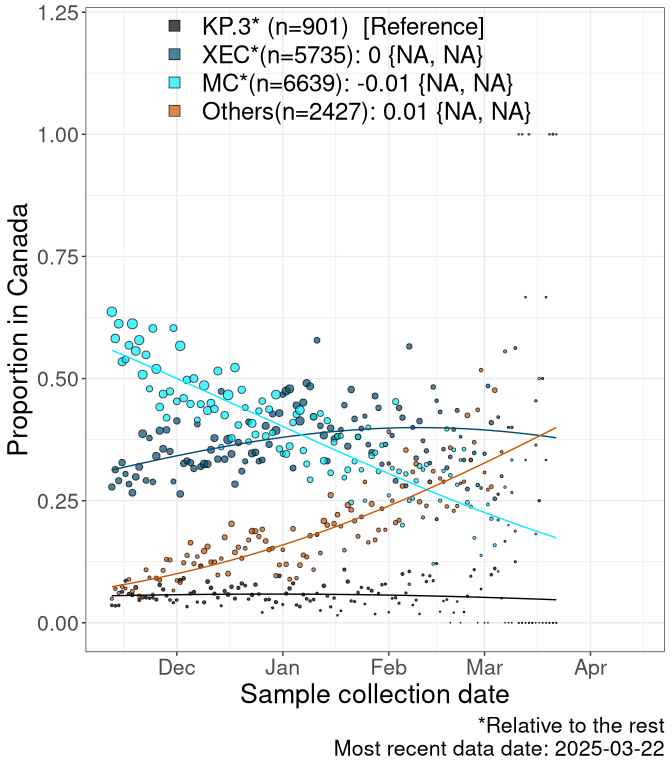 KP.3* (n=901)  [Reference]
XEC*(n=5735): 0 {NA, NA}
MC*(n=6639): -0.01 {NA, NA}
Others(n=2427): 0.01 {NA, NA}
1.25
1.00
0.75
0.50
0.25
0.00
Proportion in Canada
Dec Jan Feb Mar Apr
Sample collection date
*Relative to the rest
Most recent data date: 2025-03-22